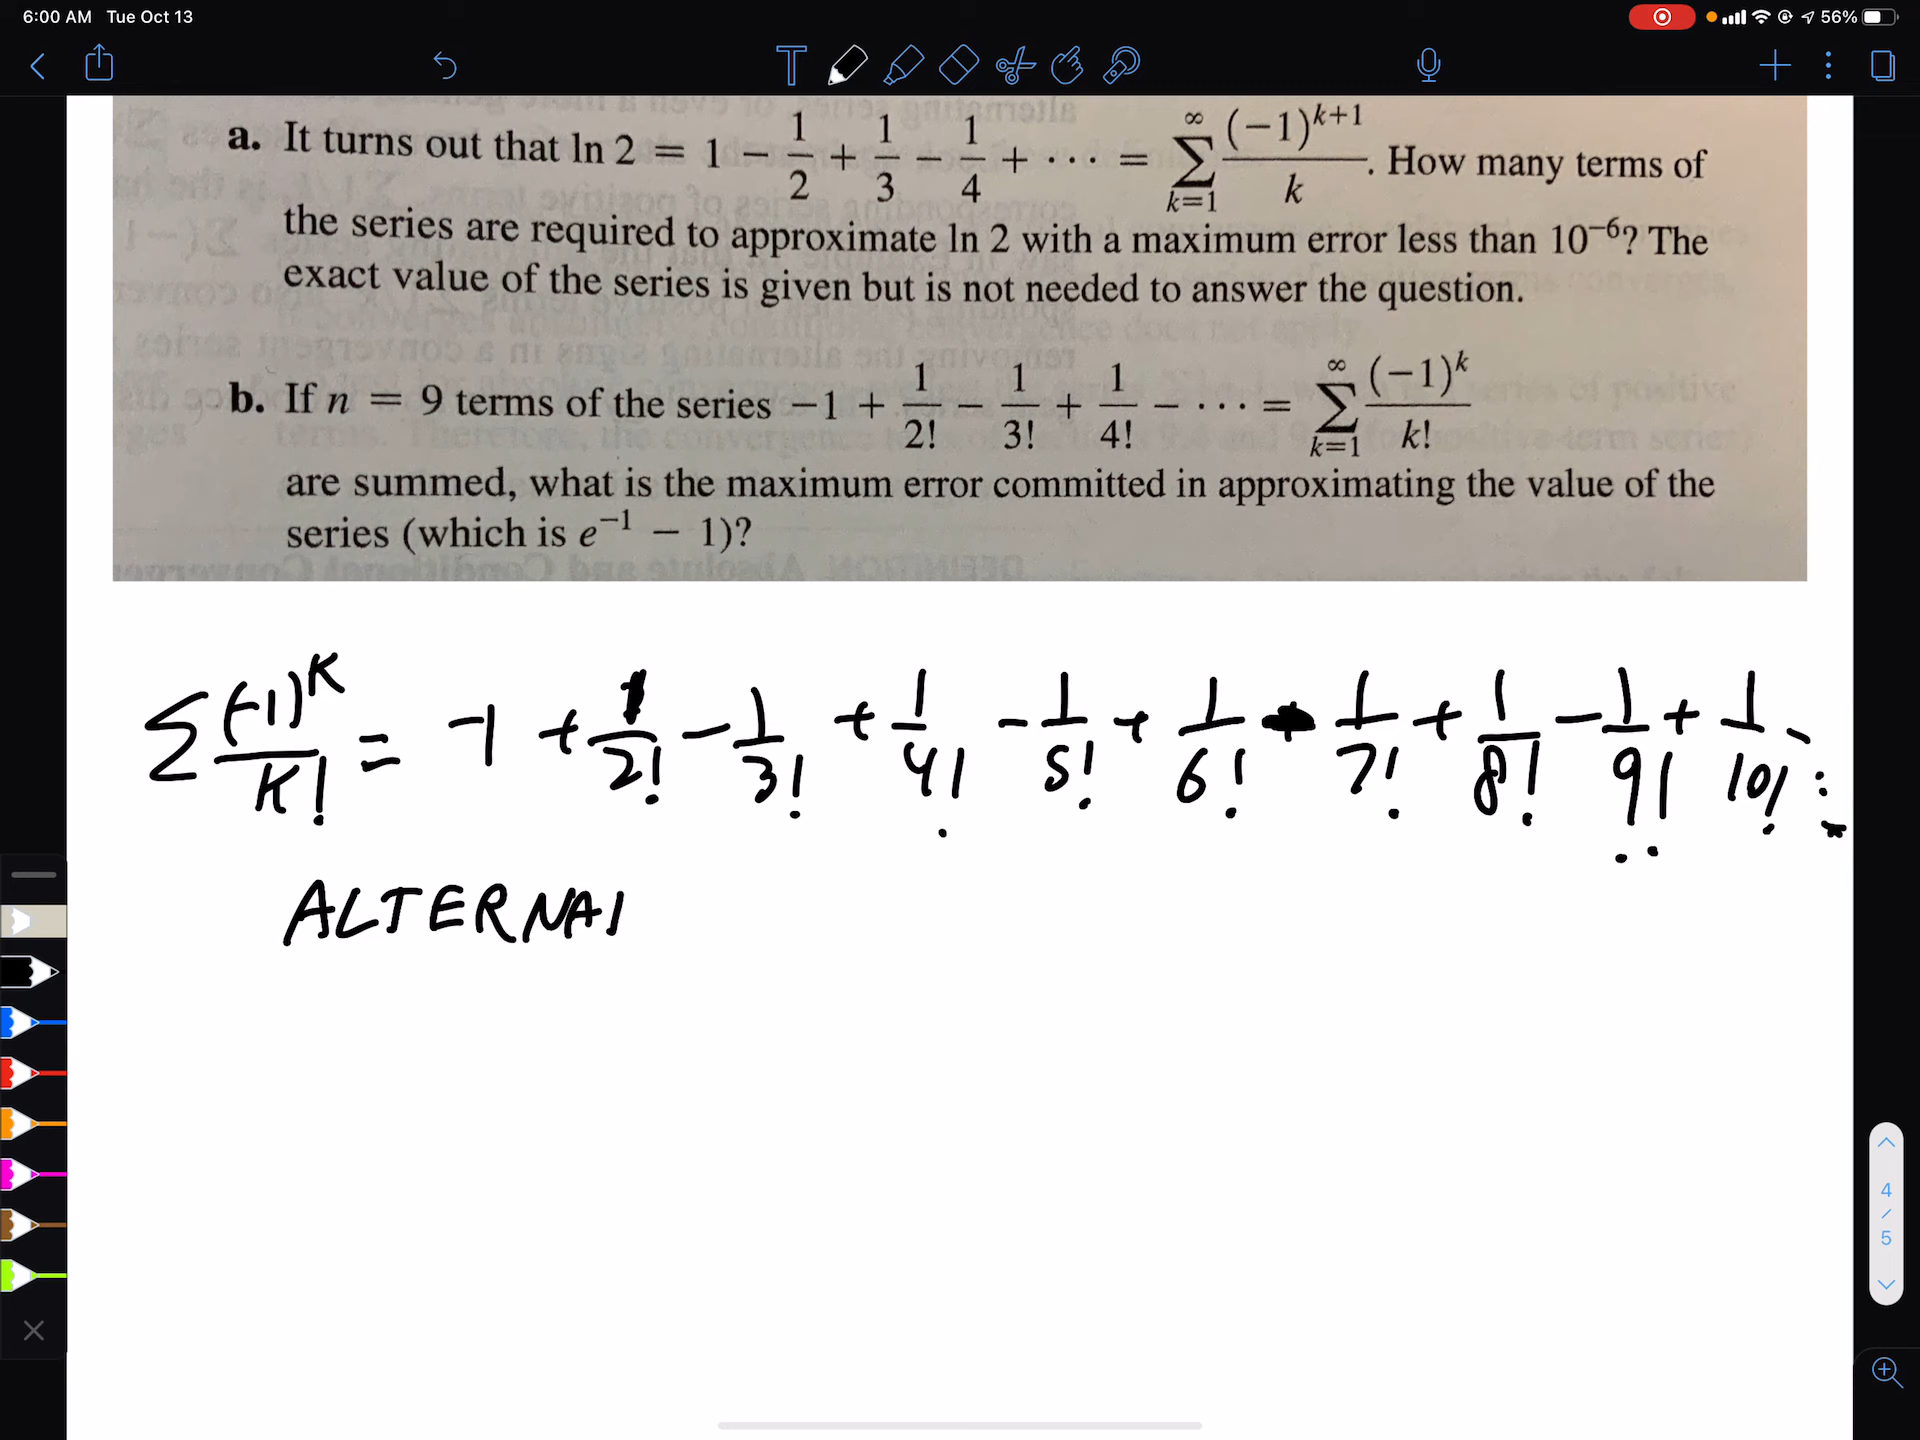 6:00 AM Tue Oct 13
56%
a. It turns out that ln 2 = 1 − 1/2 + 1/3 − 1/4 + ··· = ∑_{k=1}^{∞} (−1)^{k+1}/k. How many terms of
the series are required to approximate ln 2 with a maximum error less than 10⁻⁶? The
exact value of the series is given but is not needed to answer the question.
b. If n = 9 terms of the series −1 + 1/2! − 1/3! + 1/4! − ··· = ∑_{k=1}^{∞} (−1)^k/k!
are summed, what is the maximum error committed in approximating the value of the
series (which is e⁻¹ − 1)?
∑ (-1)^K/K! = -1 + 1/2! - 1/3! + 1/4! - 1/5! + 1/6! - 1/7! + 1/8! - 1/9! + 1/10! -
ALTERNAI
4
/
5